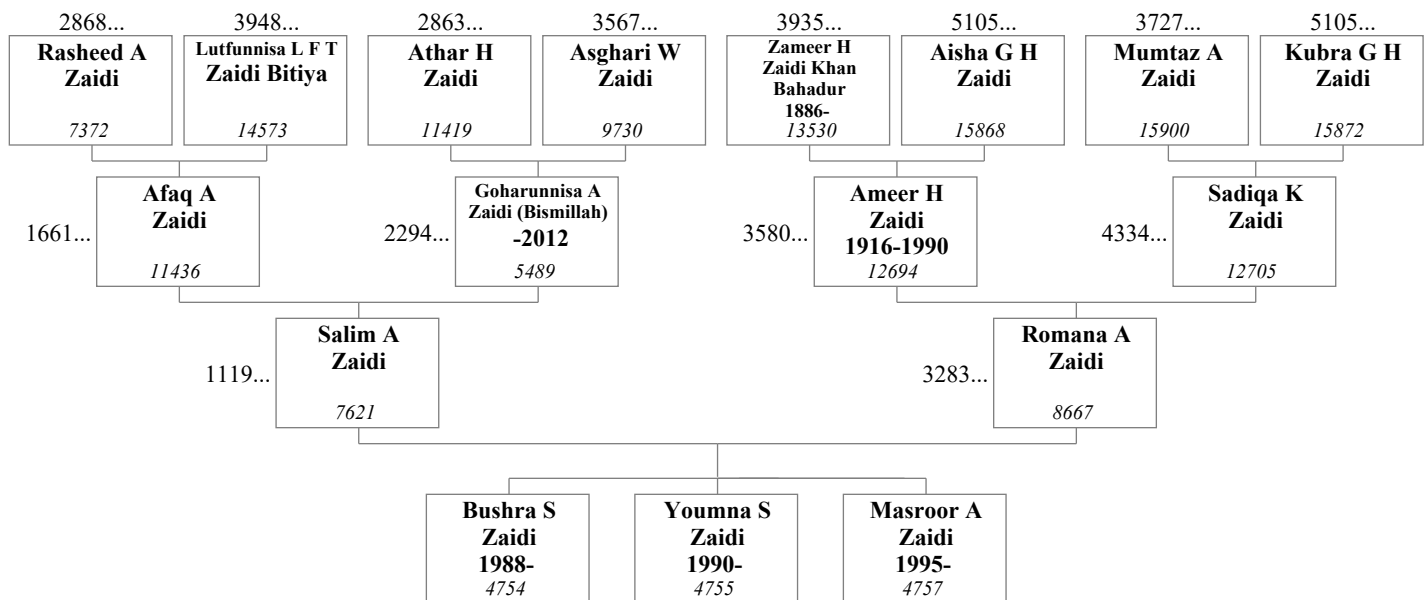 2868...
3948...
2863...
3567...
3935...
5105...
3727...
5105...
Rasheed A
Zaidi
7372
Lutfunnisa L F T
Zaidi Bitiya
14573
Athar H
Zaidi
11419
Asghari W
Zaidi
9730
Zameer H
Zaidi Khan
Bahadur
1886-
13530
Aisha G H
Zaidi
15868
Mumtaz A
Zaidi
15900
Kubra G H
Zaidi
15872
1661...
Afaq A
Zaidi
11436
2294...
Goharunnisa A
Zaidi (Bismillah)
-2012
5489
3580...
Ameer H
Zaidi
1916-1990
12694
4334...
Sadiqa K
Zaidi
12705
1119...
Salim A
Zaidi
7621
3283...
Romana A
Zaidi
8667
Bushra S
Zaidi
1988-
4754
Youmna S
Zaidi
1990-
4755
Masroor A
Zaidi
1995-
4757